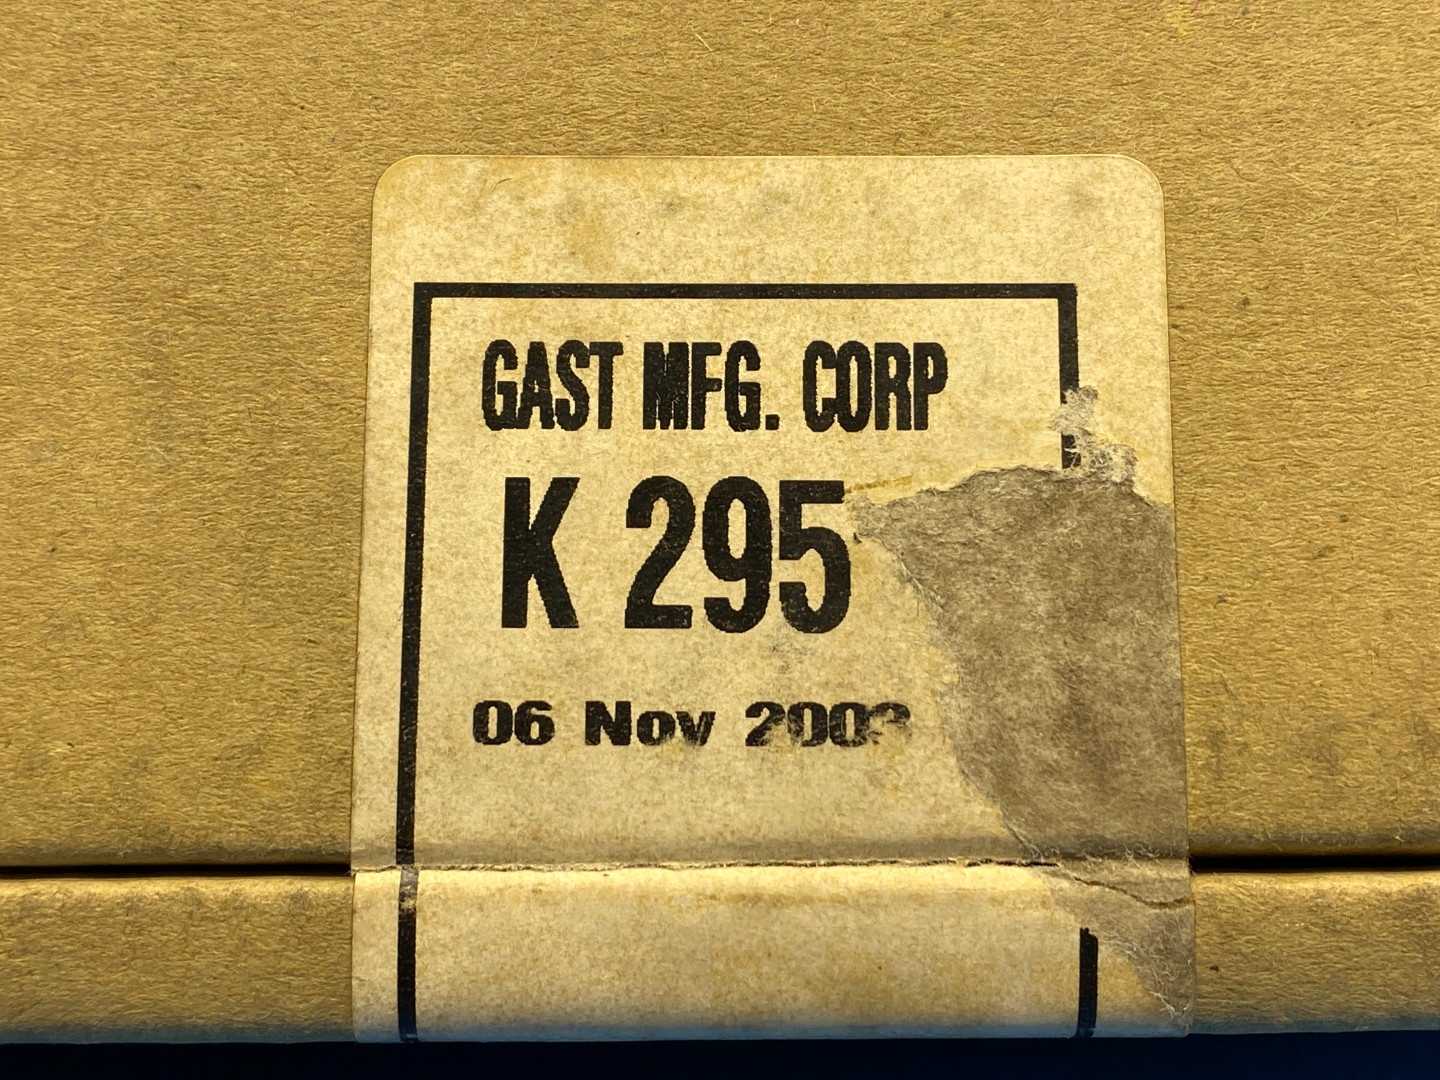 GAST MFG. CORP
K 295
06 Nov